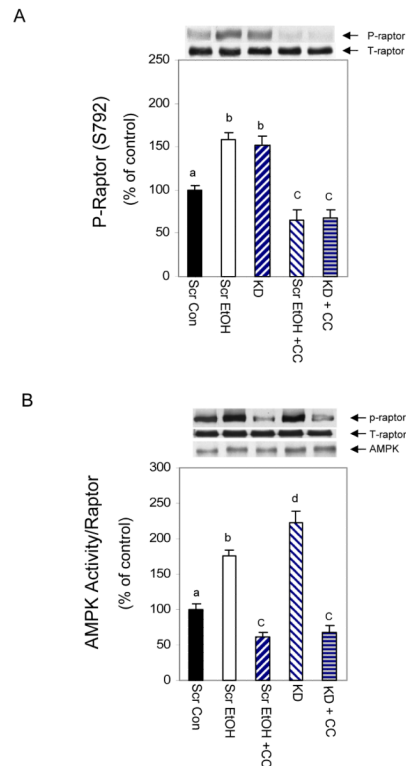 A
P-raptor
T-raptor
250
200
150
100
50
0
P-Raptor (S792)
(% of control)
a
b
b
C
C
Scr Con
Scr EtOH
KD
Scr EtOH +CC
KD + CC
B
p-raptor
T-raptor
AMPK
300
250
200
150
100
50
0
AMPK Activity/Raptor
(% of control)
a
b
C
d
C
Scr Con
Scr EtOH
Scr EtOH +CC
KD
KD + CC